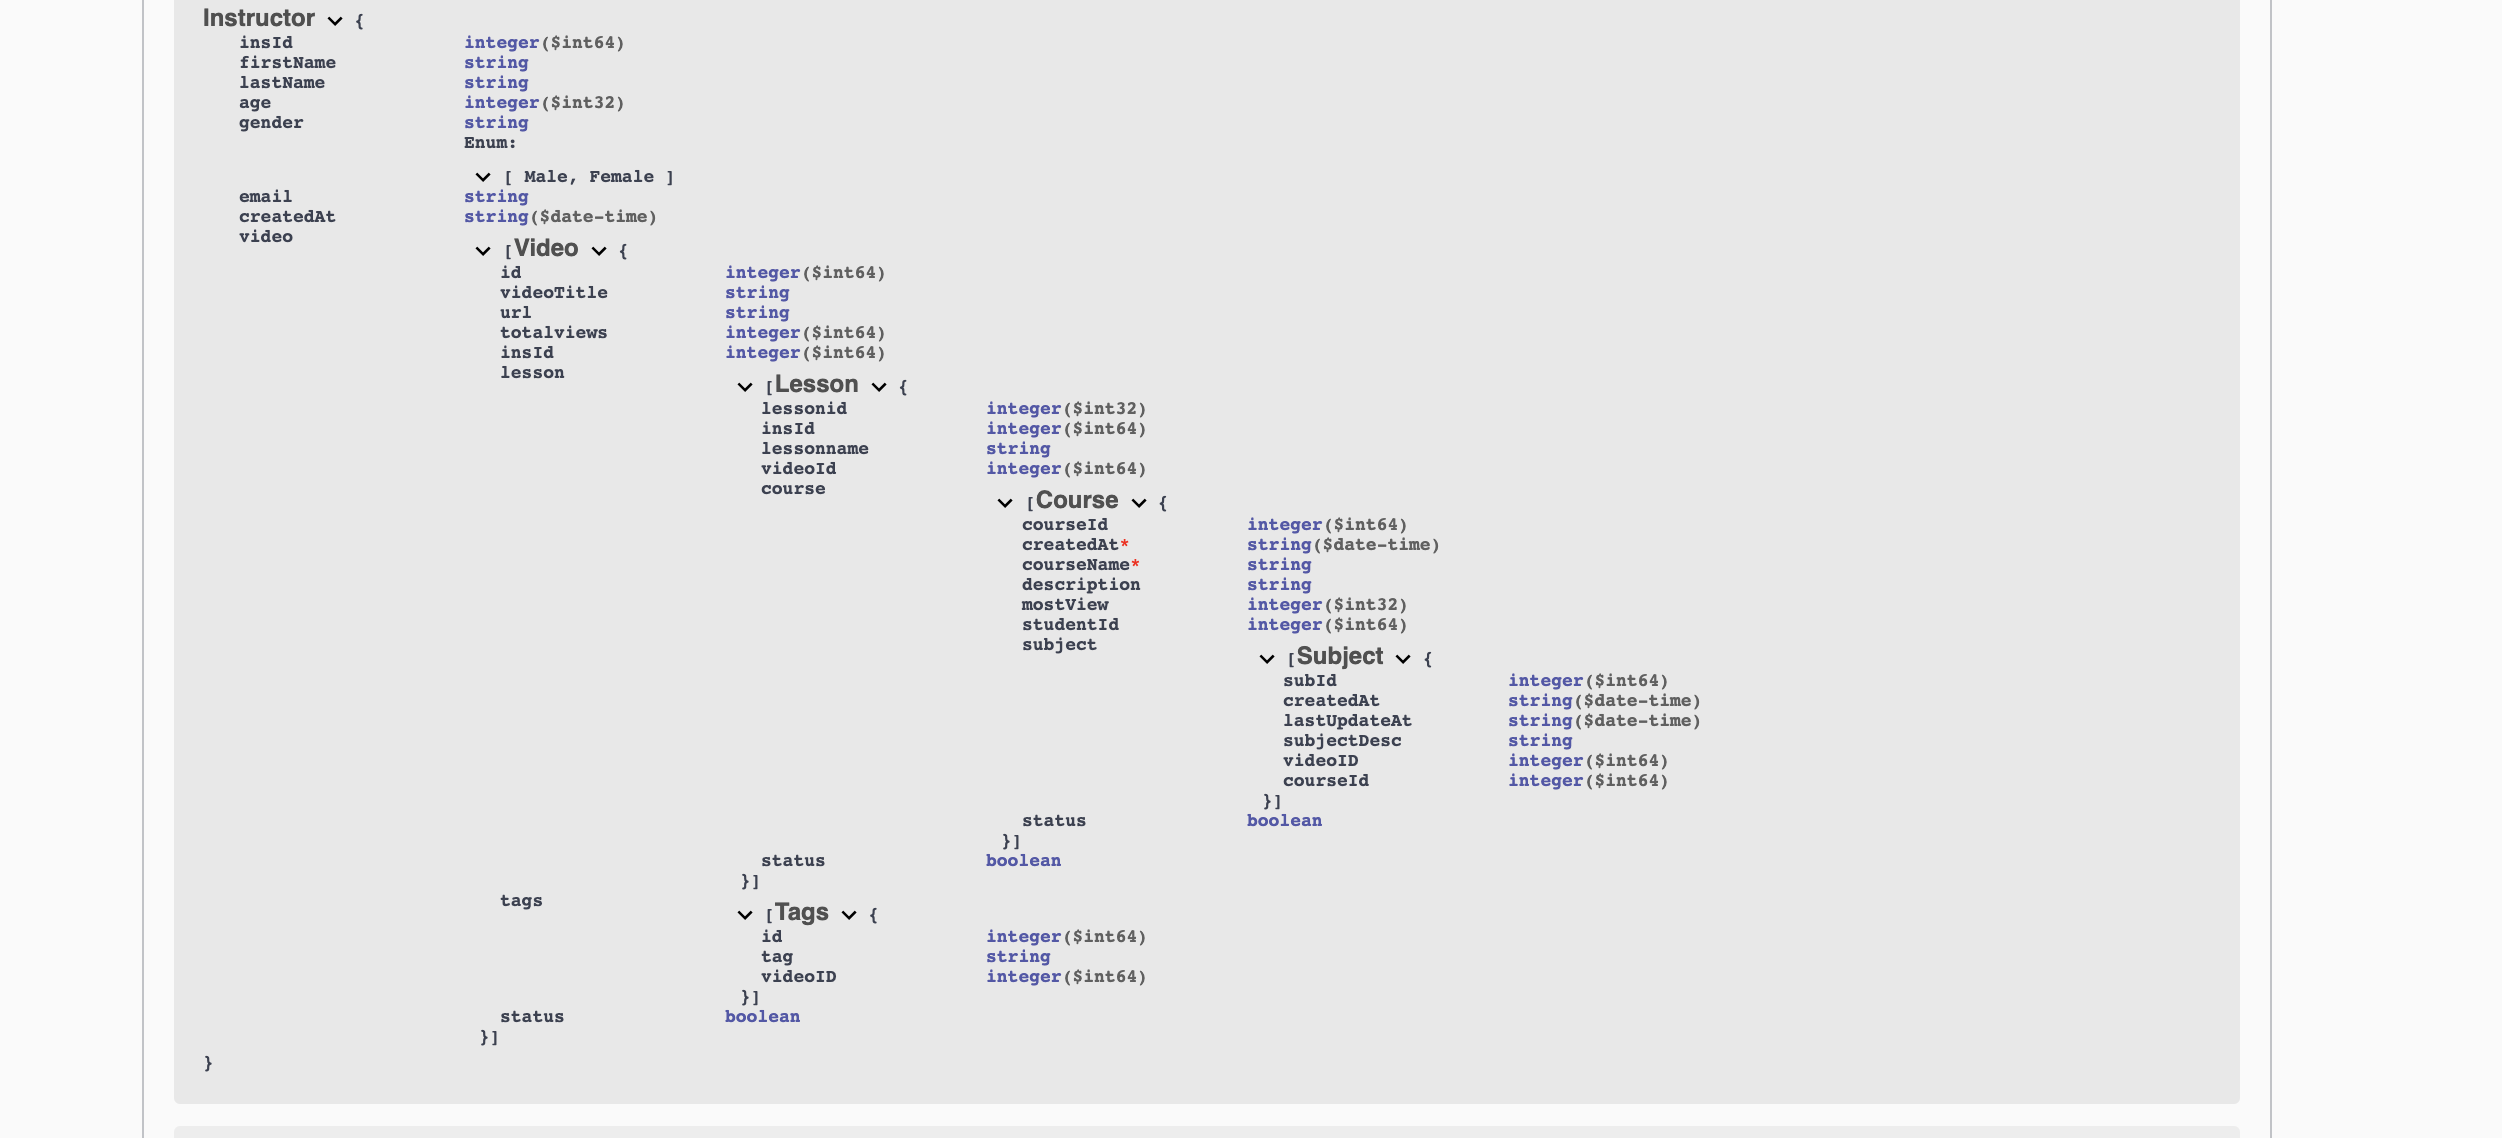 Instructor {
insId integer($int64)
firstName string
lastName string
age integer($int32)
gender string
Enum:
[ Male, Female ]
email string
createdAt string($date-time)
video
[Video {
id integer($int64)
videoTitle string
url string
totalviews integer($int64)
insId integer($int64)
lesson
[Lesson {
lessonid integer($int32)
insId integer($int64)
lessonname string
videoId integer($int64)
course
[Course {
courseId integer($int64)
createdAt* string($date-time)
courseName* string
description string
mostView integer($int32)
studentId integer($int64)
subject
[Subject {
subId integer($int64)
createdAt string($date-time)
lastUpdateAt string($date-time)
subjectDesc string
videoID integer($int64)
courseId integer($int64)
}]
status boolean
}]
status boolean
}]
tags
[Tags {
id integer($int64)
tag string
videoID integer($int64)
}]
status boolean
}]
}